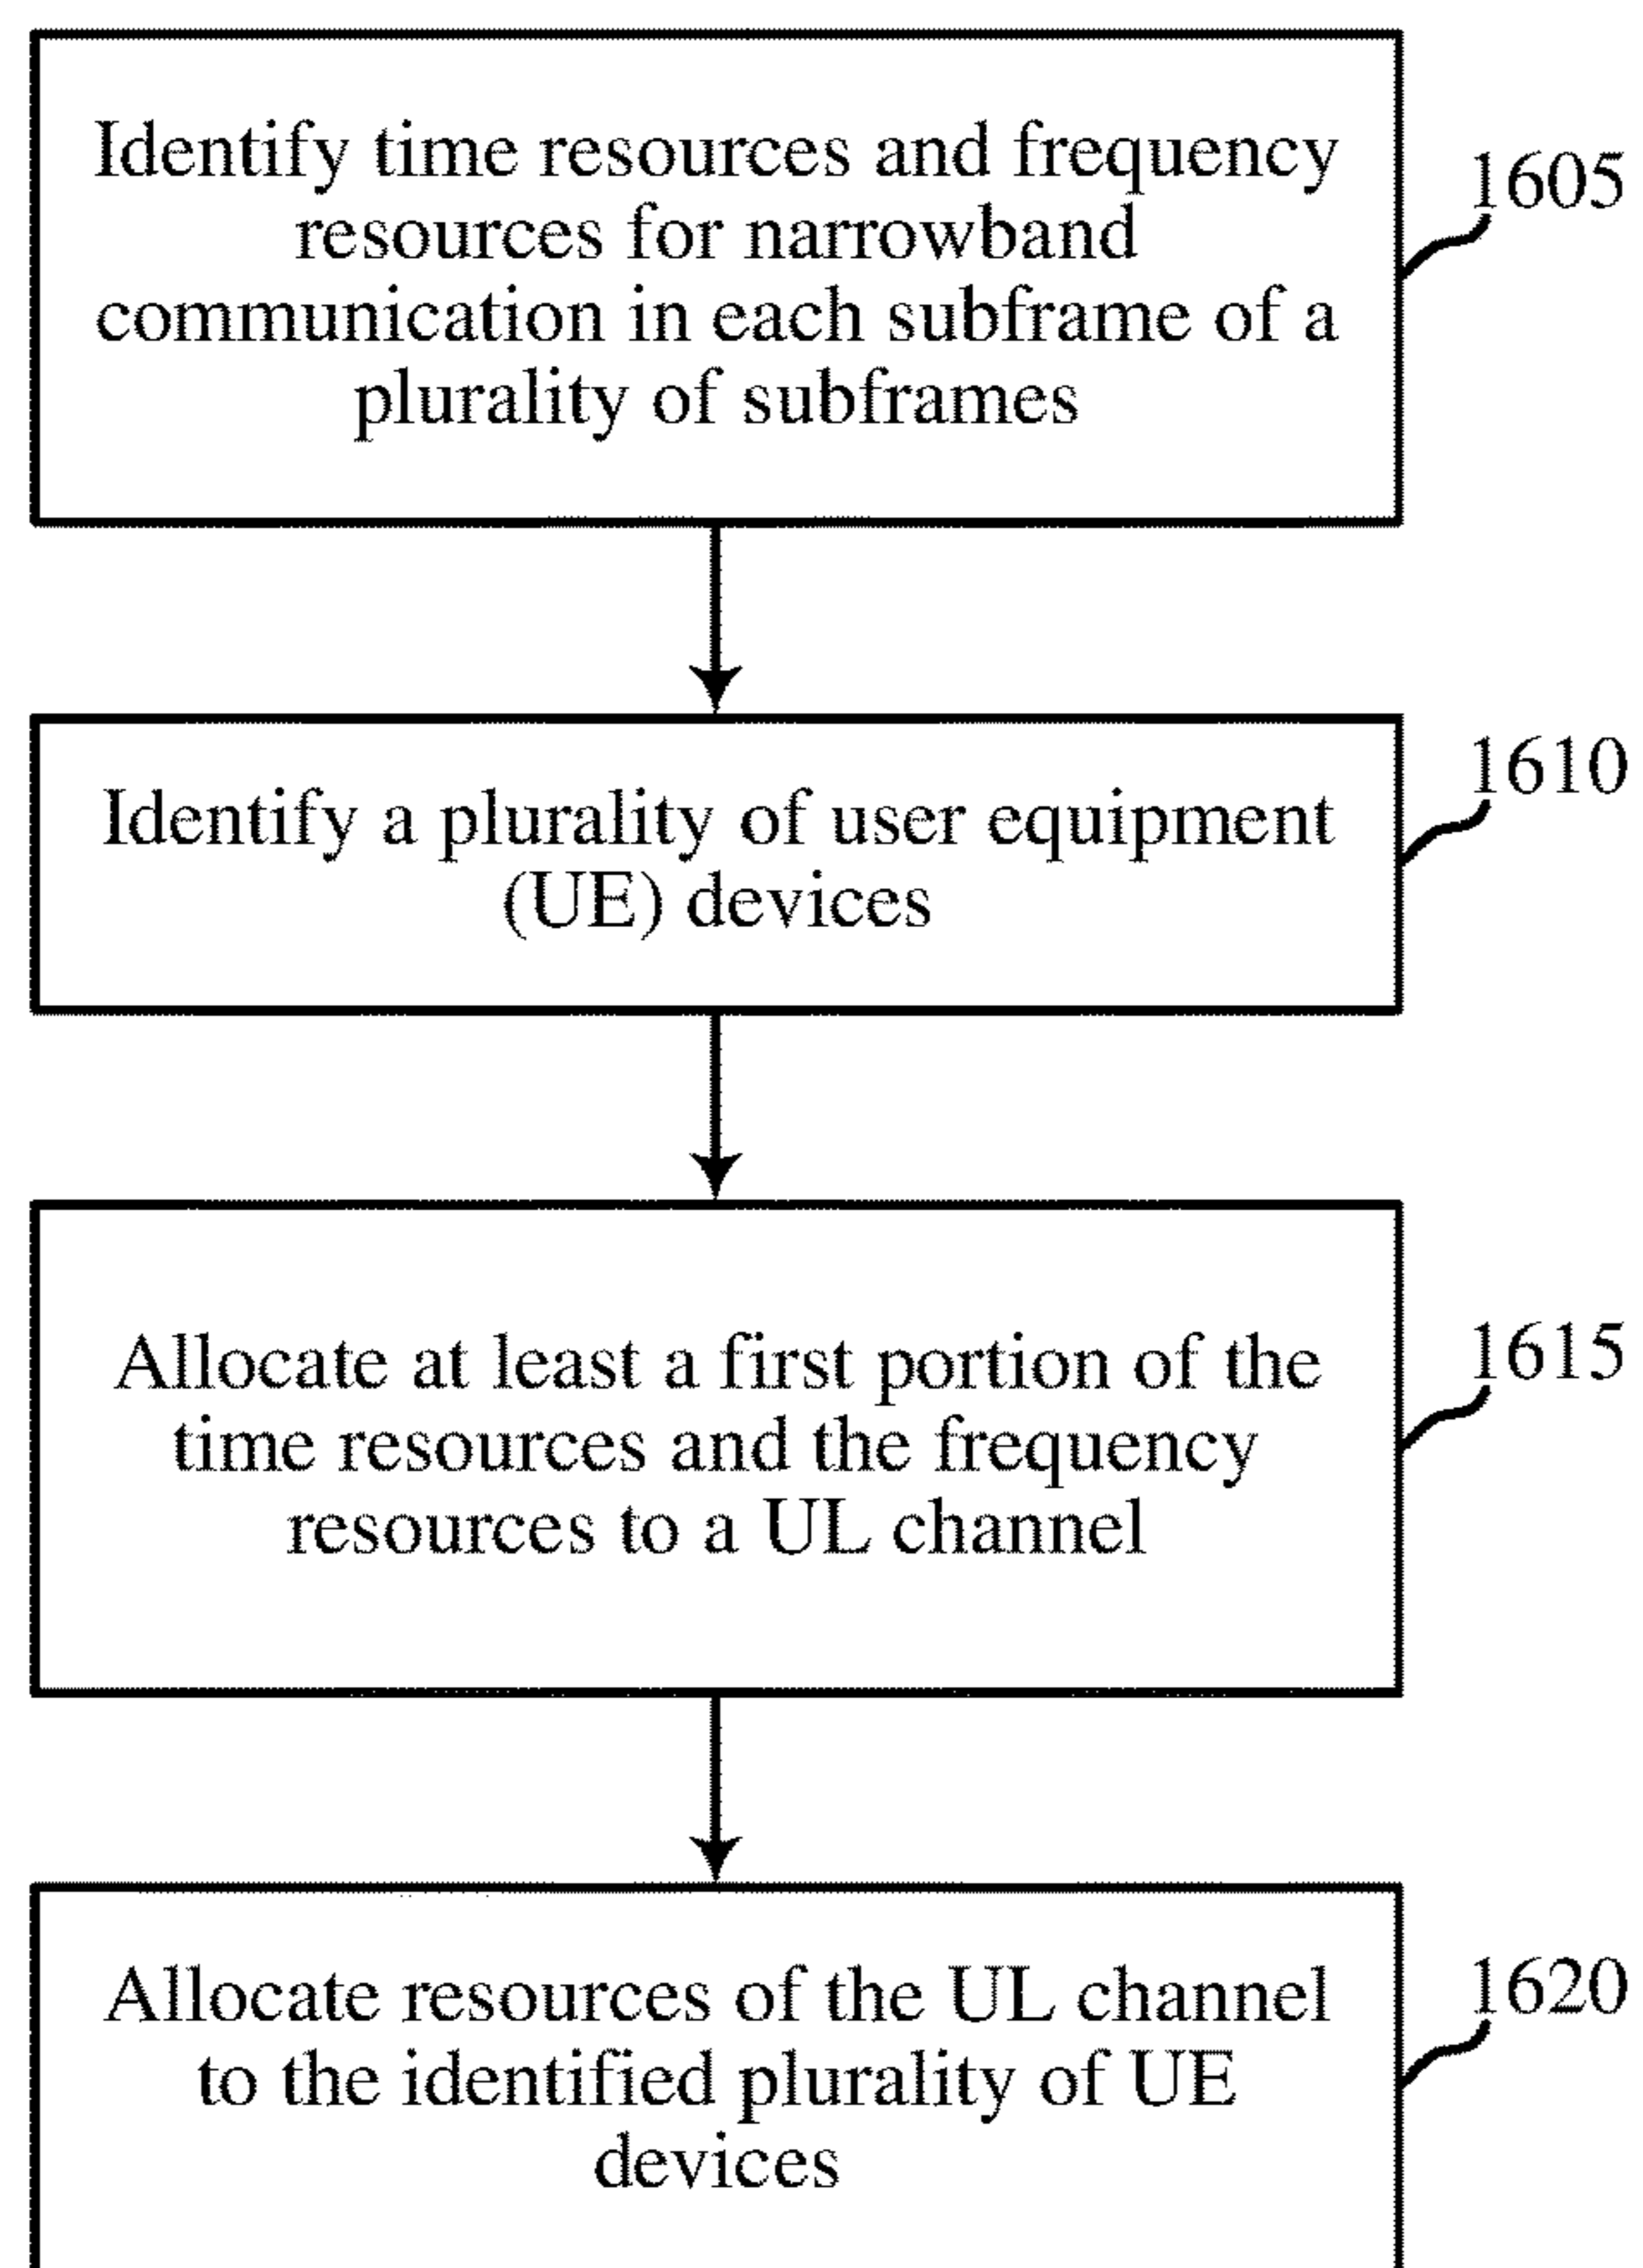 Identify time resources and frequency
resources for narrowband
communication in each subframe of a
plurality of subframes
1605
Identify a plurality of user equipment
(UE) devices
1610
Allocate at least a first portion of the
time resources and the frequency
resources to a UL channel
1615
Allocate resources of the UL channel
to the identified plurality of UE
devices
1620